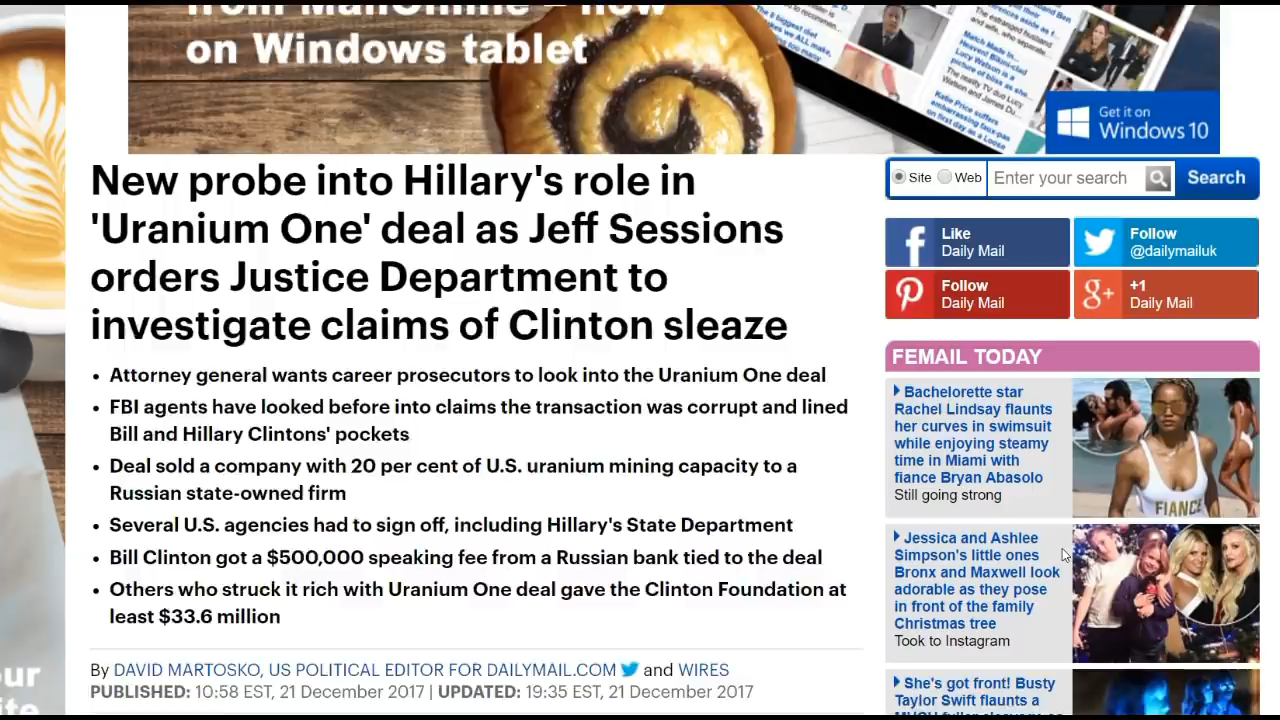 from MailOnline - now
on Windows tablet
Get it on
Windows 10
New probe into Hillary's role in
'Uranium One' deal as Jeff Sessions
orders Justice Department to
investigate claims of Clinton sleaze
• Attorney general wants career prosecutors to look into the Uranium One deal
• FBI agents have looked before into claims the transaction was corrupt and lined
Bill and Hillary Clintons' pockets
• Deal sold a company with 20 per cent of U.S. uranium mining capacity to a
Russian state-owned firm
• Several U.S. agencies had to sign off, including Hillary's State Department
• Bill Clinton got a $500,000 speaking fee from a Russian bank tied to the deal
• Others who struck it rich with Uranium One deal gave the Clinton Foundation at
least $33.6 million
By DAVID MARTOSKO, US POLITICAL EDITOR FOR DAILYMAIL.COM and WIRES
PUBLISHED: 10:58 EST, 21 December 2017 | UPDATED: 19:35 EST, 21 December 2017
Site Web Enter your search Search
Like
Daily Mail
Follow
@dailymailuk
Follow
Daily Mail
+1
Daily Mail
FEMAIL TODAY
Bachelorette star
Rachel Lindsay flaunts
her curves in swimsuit
while enjoying steamy
time in Miami with
fiance Bryan Abasolo
Still going strong
FIANCE
Jessica and Ashlee
Simpson's little ones
Bronx and Maxwell look
adorable as they pose
in front of the family
Christmas tree
Took to Instagram
She's got front! Busty
Taylor Swift flaunts a